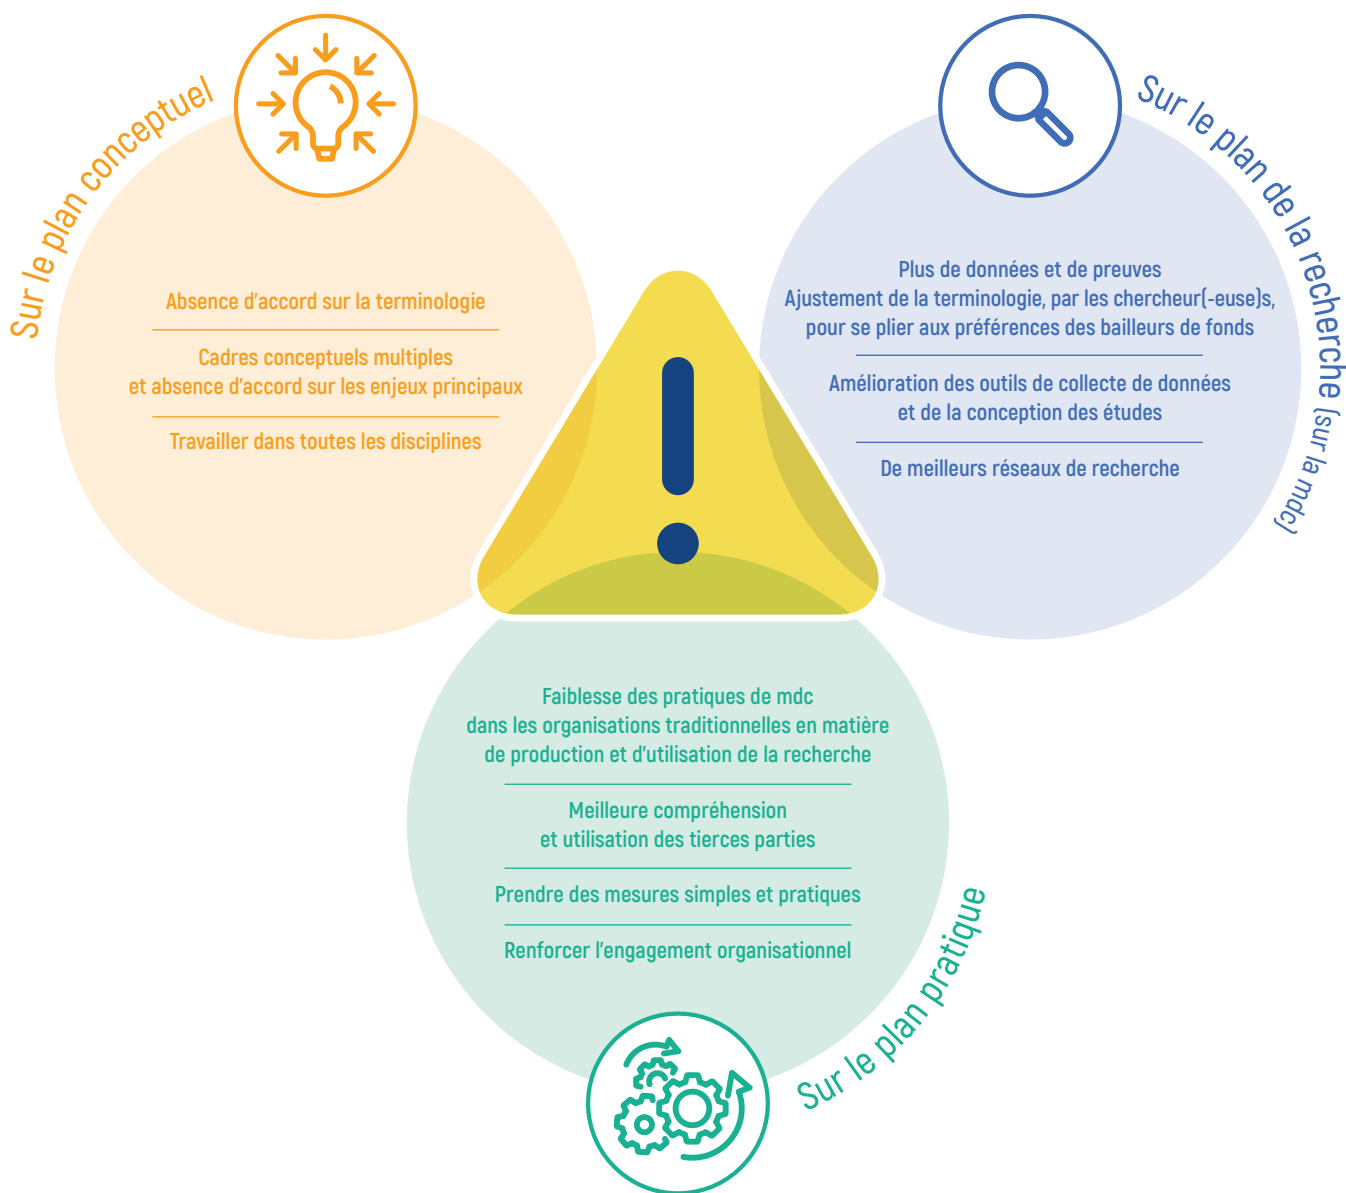 Sur le plan conceptuel
Absence d'accord sur la terminologie
Cadres conceptuels multiples
et absence d'accord sur les enjeux principaux
Travailler dans toutes les disciplines
Sur le plan de la recherche (sur la mdc)
Plus de données et de preuves
Ajustement de la terminologie, par les chercheur(-euse)s,
pour se plier aux préférences des bailleurs de fonds
Amélioration des outils de collecte de données
et de la conception des études
De meilleurs réseaux de recherche
Faiblesse des pratiques de mdc
dans les organisations traditionnelles en matière
de production et d'utilisation de la recherche
Meilleure compréhension
et utilisation des tierces parties
Prendre des mesures simples et pratiques
Renforcer l'engagement organisationnel
Sur le plan pratique